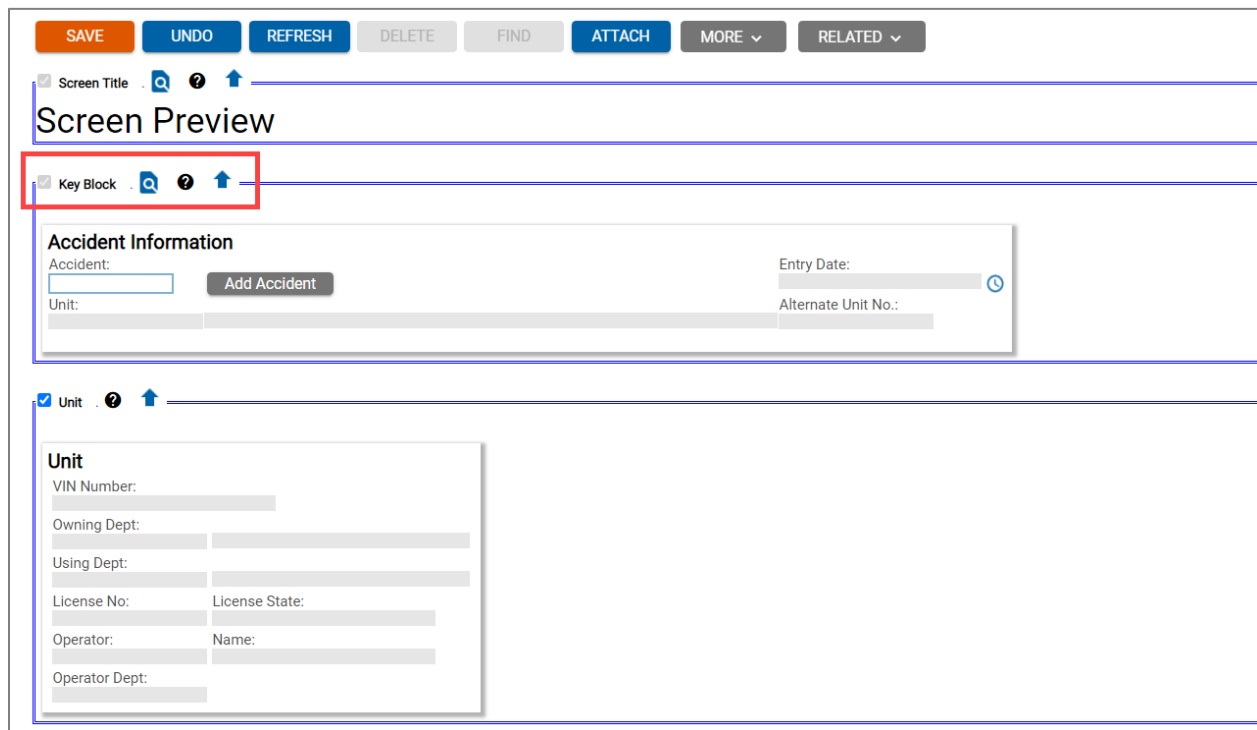 SAVE UNDO REFRESH DELETE FIND ATTACH MORE RELATED
Screen Title
Screen Preview
Key Block
Accident Information
Accident: Entry Date:
Add Accident
Unit: Alternate Unit No.:
Unit
Unit
VIN Number:
Owning Dept:
Using Dept:
License No: License State:
Operator: Name:
Operator Dept: